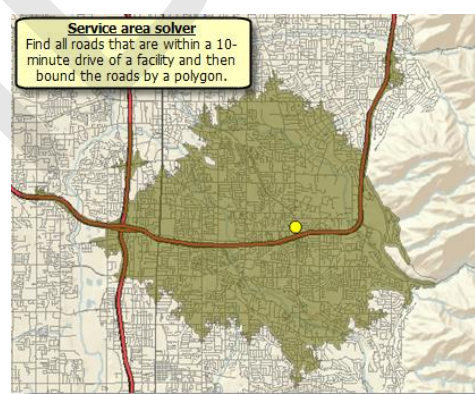 Service area solver
Find all roads that are within a 10-
minute drive of a facility and then
bound the roads by a polygon.